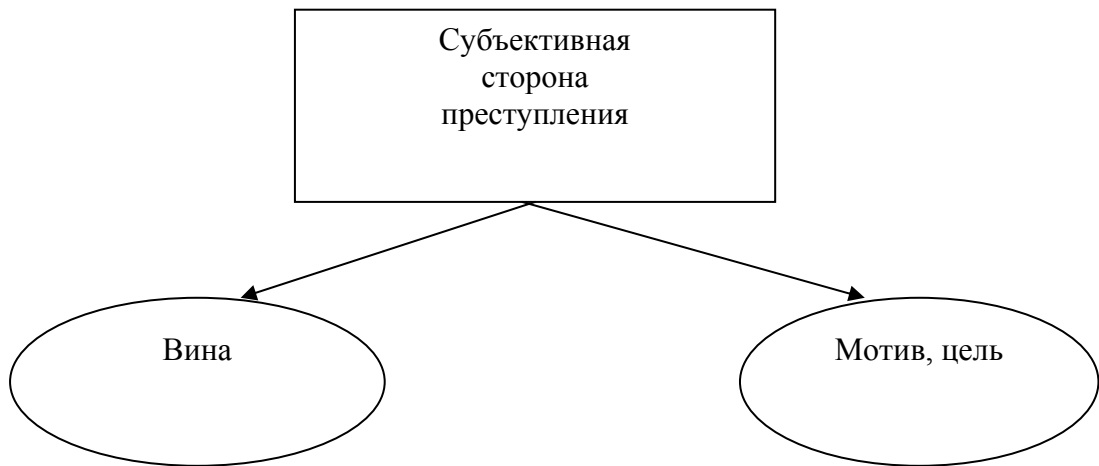 Субъективная
сторона
преступления
Вина
Мотив, цель